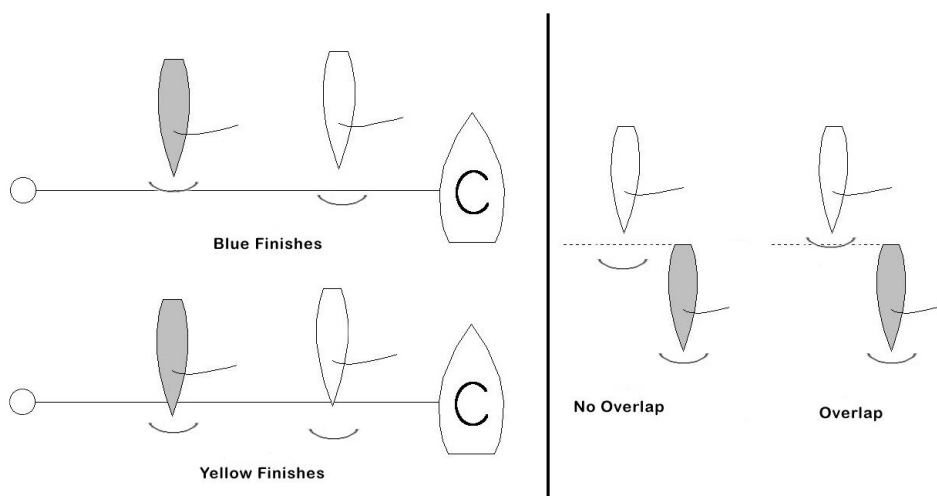 C
Blue Finishes
C
Yellow Finishes
No Overlap
Overlap